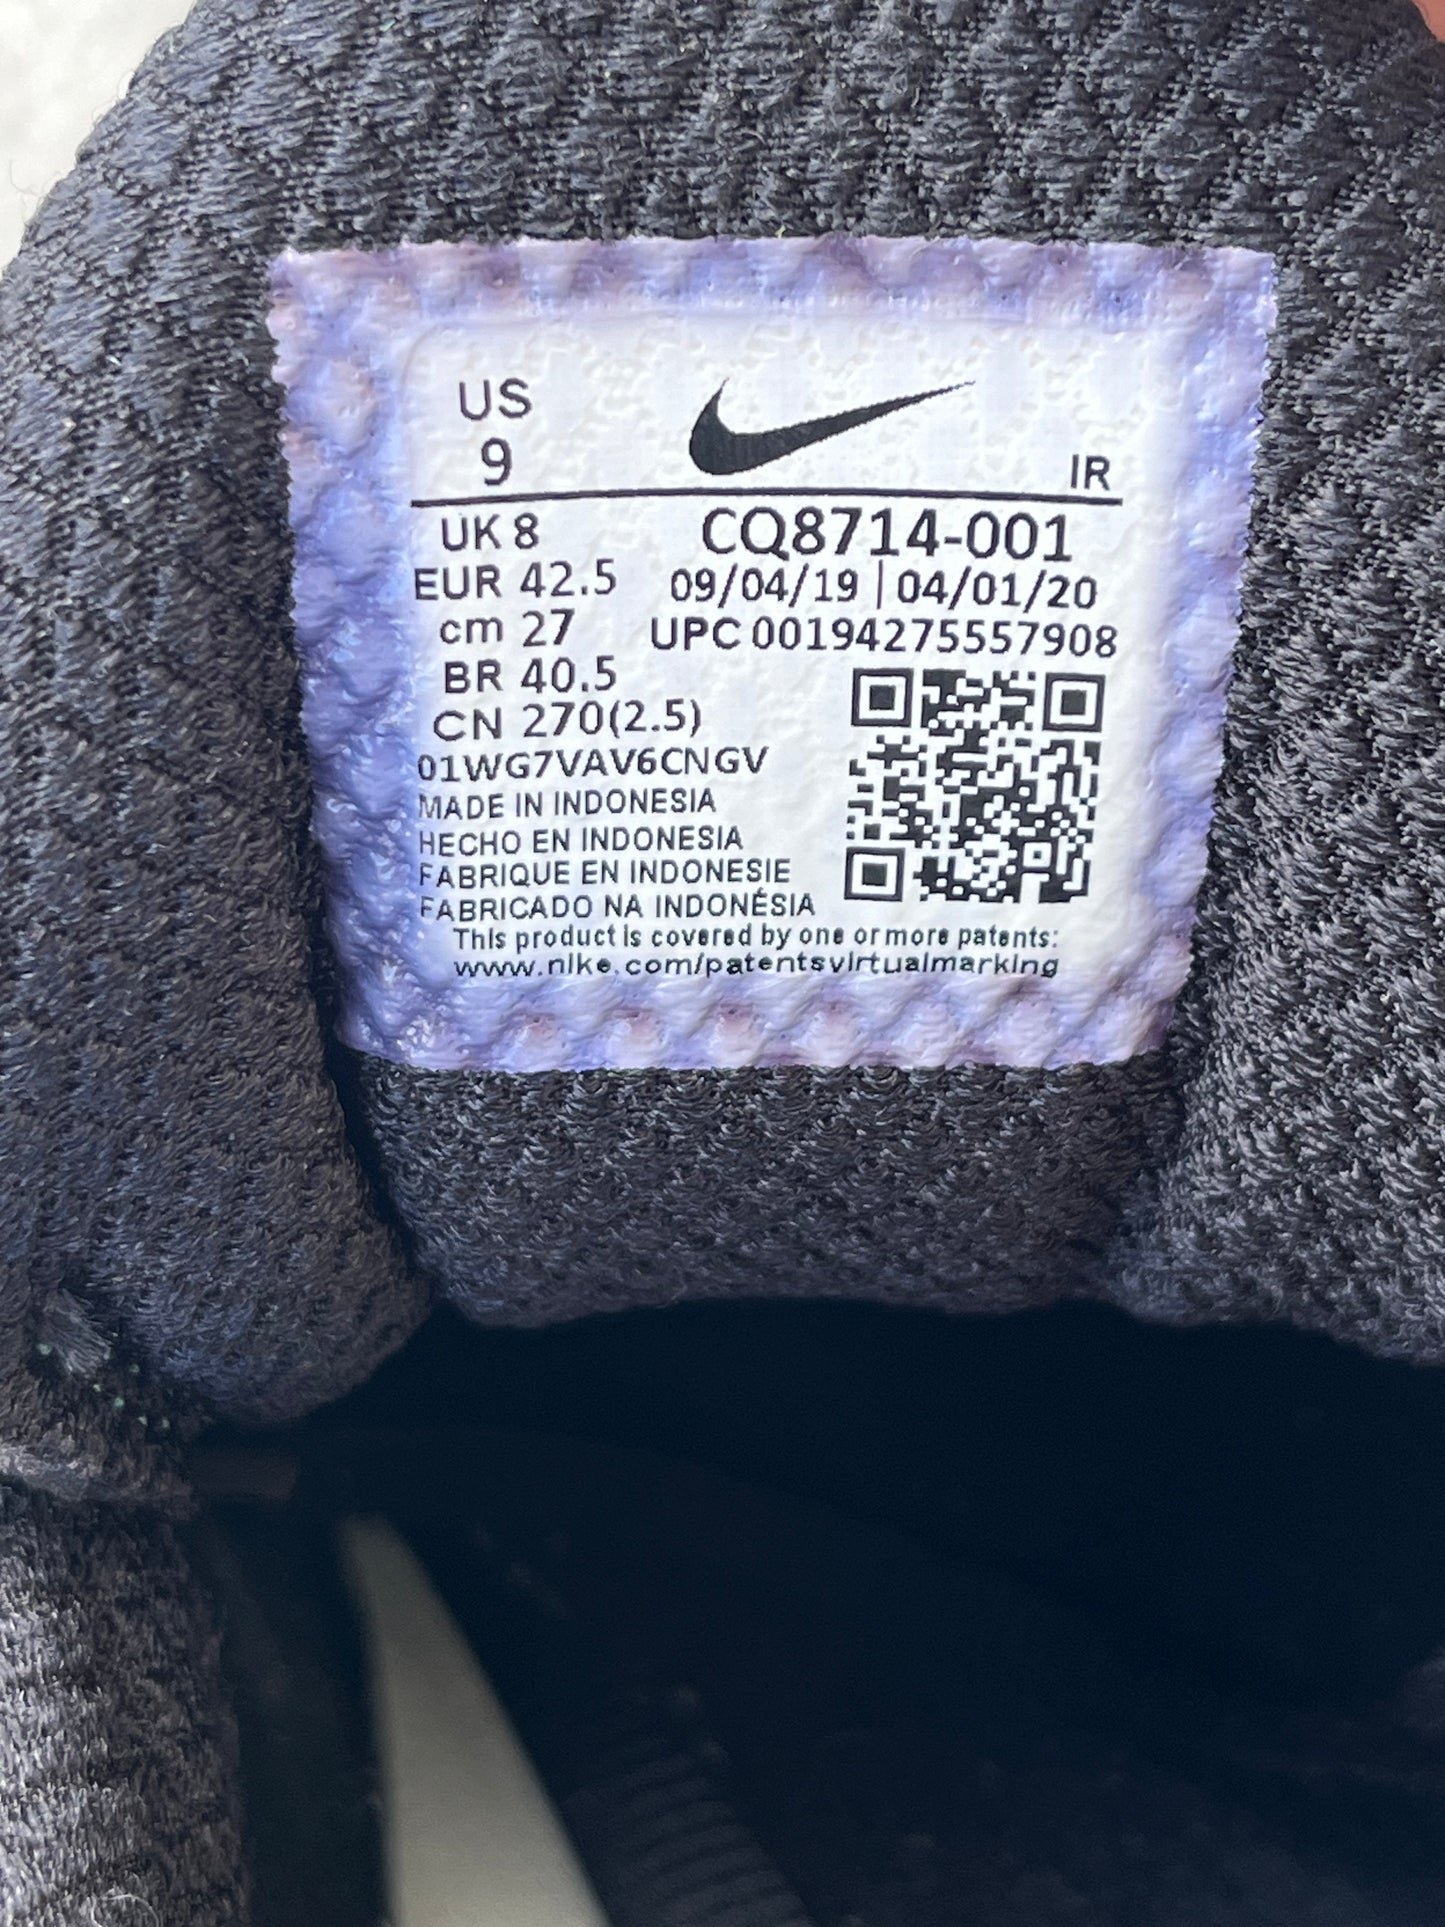 US
9
IR
UK 8
CQ8714-001
EUR 42.5
09/04/19 | 04/01/20
cm 27
UPC 00194275557908
BR 40.5
CN 270(2.5)
01WG7VAV6CNGV
MADE IN INDONESIA
HECHO EN INDONESIA
FABRIQUE EN INDONESIE
FABRICADO NA INDONÉSIA
This product is covered by one or more patents:
www.nike.com/patentsvirtualmarking